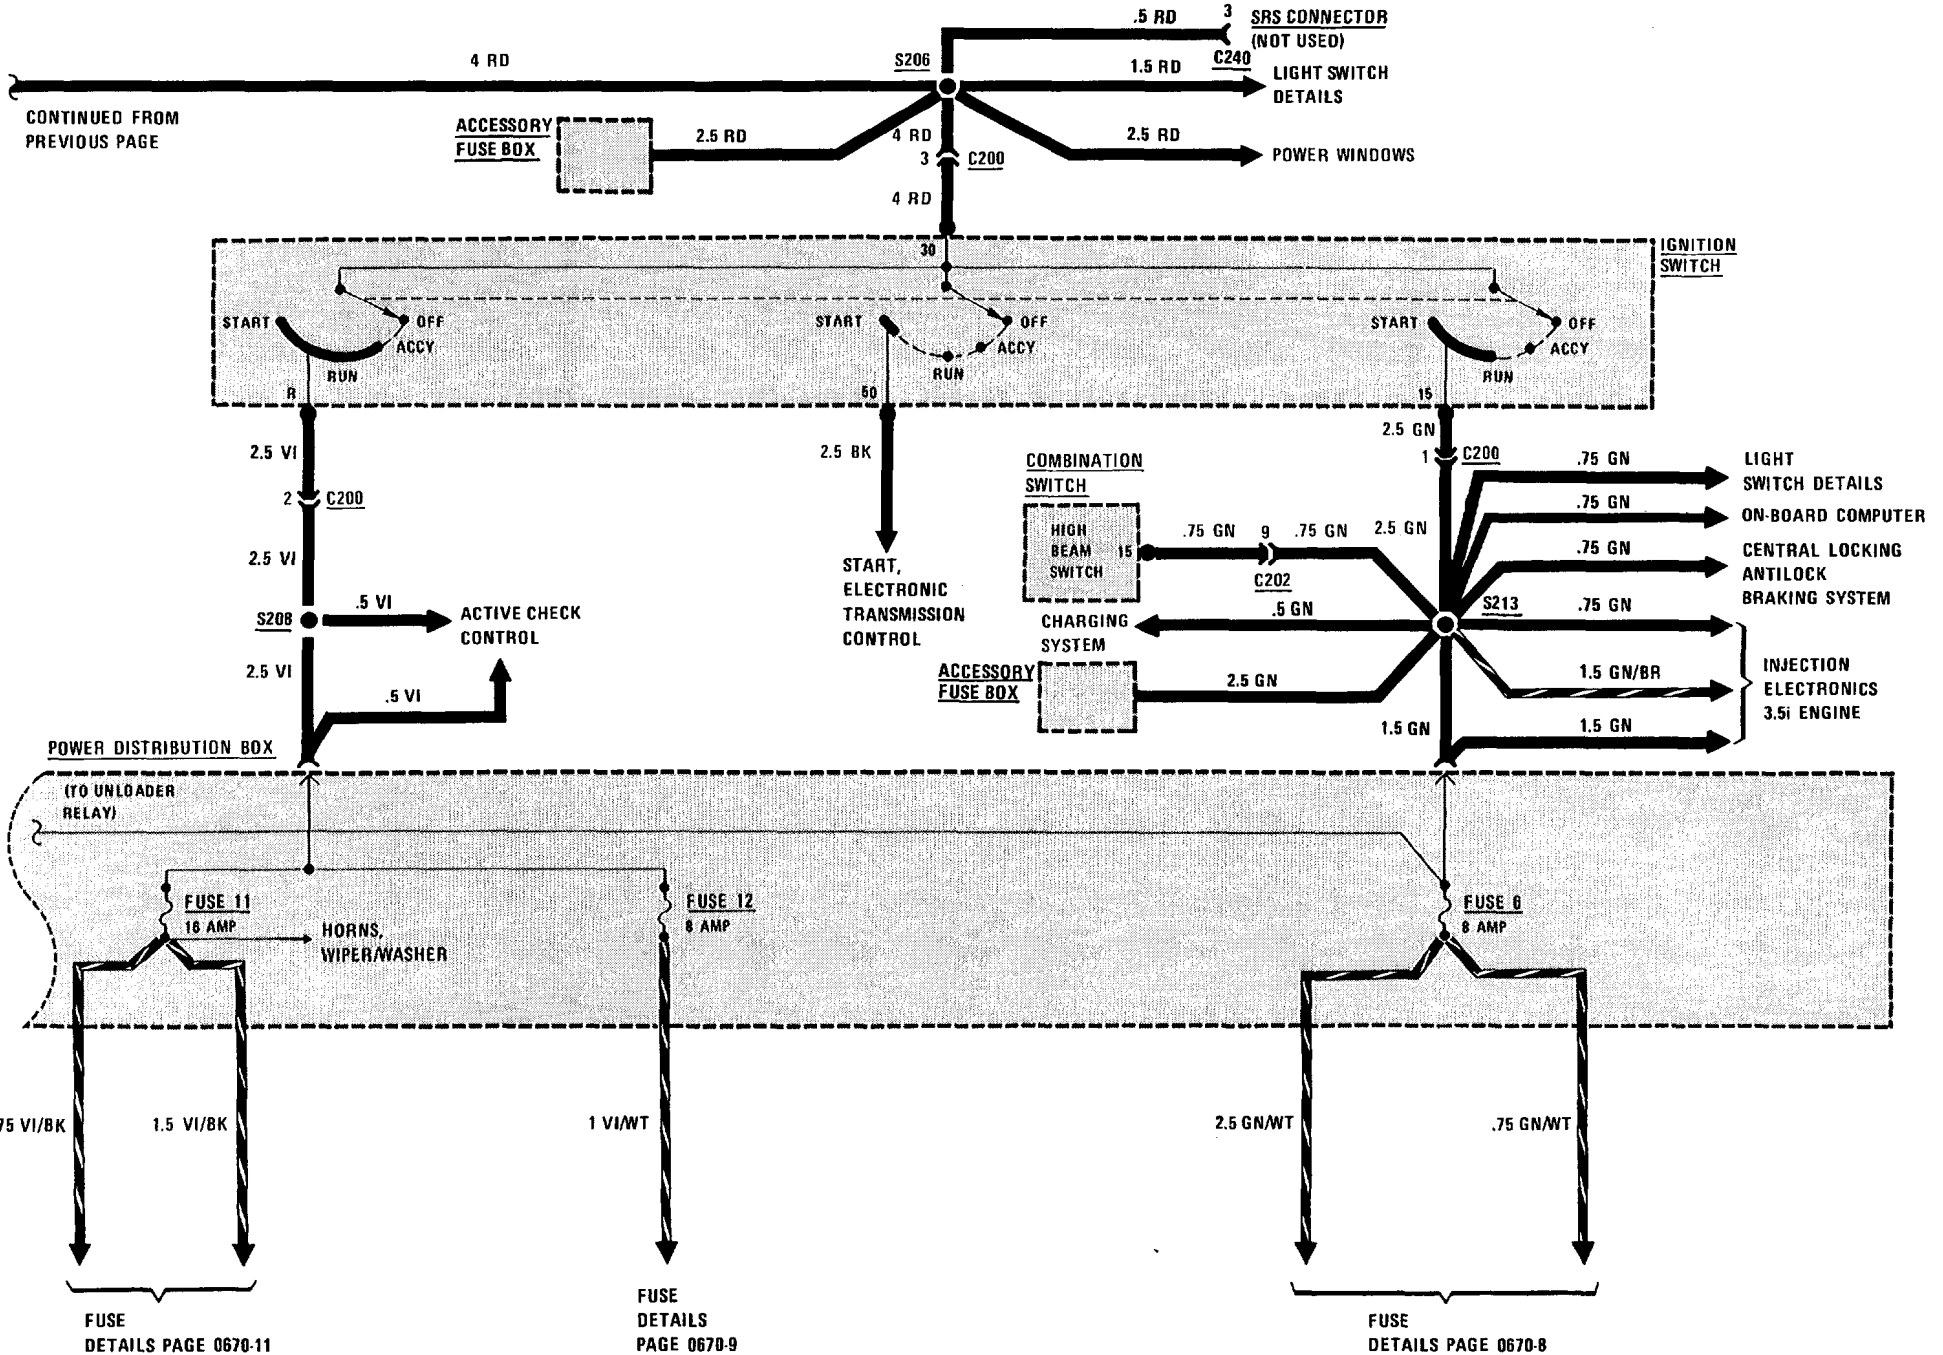 .5 RD
3
SRS CONNECTOR
(NOT USED)
C240
4 RD
S206
1.5 RD
LIGHT SWITCH
DETAILS
CONTINUED FROM
PREVIOUS PAGE
ACCESSORY
FUSE BOX
2.5 RD
4 RD
2.5 RD
3
C200
POWER WINDOWS
4 RD
IGNITION
SWITCH
30
START
OFF
ACCY
RUN
START
OFF
ACCY
RUN
START
OFF
ACCY
RUN
R
50
15
2.5 VI
2.5 BK
2.5 GN
1
C200
2
C200
COMBINATION
SWITCH
.75 GN
LIGHT
SWITCH DETAILS
HIGH
BEAM
SWITCH
15
.75 GN
9
.75 GN
C202
2.5 GN
.75 GN
ON-BOARD COMPUTER
2.5 VI
START,
ELECTRONIC
TRANSMISSION
CONTROL
.75 GN
CENTRAL LOCKING
ANTILOCK
BRAKING SYSTEM
S208
.5 VI
ACTIVE CHECK
CONTROL
CHARGING
SYSTEM
.5 GN
S213
.75 GN
2.5 VI
.5 VI
ACCESSORY
FUSE BOX
2.5 GN
1.5 GN/BR
INJECTION
ELECTRONICS
3.5i ENGINE
1.5 GN
1.5 GN
POWER DISTRIBUTION BOX
(TO UNLOADER
RELAY)
FUSE 11
16 AMP
HORNS,
WIPER/WASHER
FUSE 12
8 AMP
FUSE 6
8 AMP
75 VI/BK
1.5 VI/BK
1 VI/WT
2.5 GN/WT
.75 GN/WT
FUSE
DETAILS PAGE 0670-11
FUSE
DETAILS
PAGE 0670-9
FUSE
DETAILS PAGE 0670-8